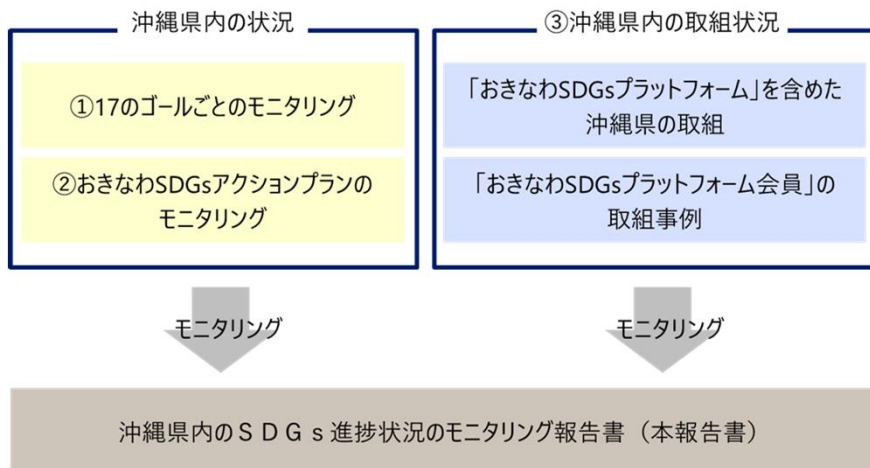 沖縄県内の状況
①17のゴールごとのモニタリング
②おきなわSDGsアクションプランの
モニタリング
③沖縄県内の取組状況
「おきなわSDGsプラットフォーム」を含めた
沖縄県の取組
「おきなわSDGsプラットフォーム会員」の
取組事例
モニタリング
モニタリング
沖縄県内のＳＤＧｓ進捗状況のモニタリング報告書（本報告書）